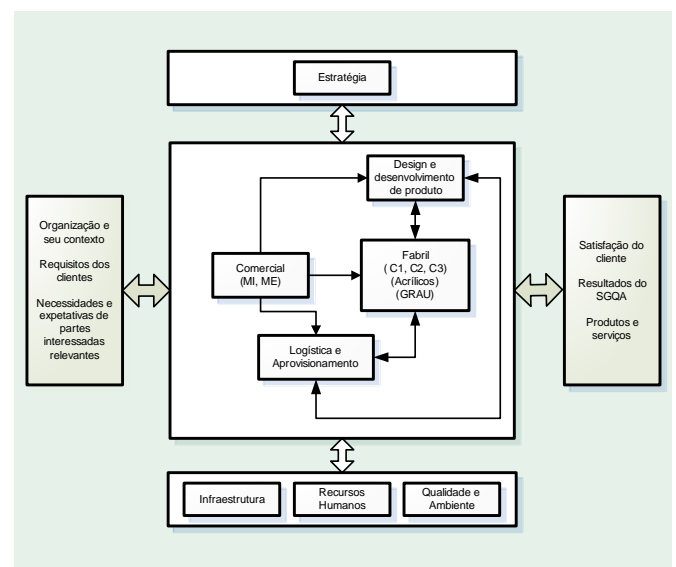 Estratégia
Design e
desenvolvimento
de produto
Organização e
seu contexto
Requisitos dos
clientes
Necessidades e
expetativas de
partes
interessadas
relevantes
Comercial
(MI, ME)
Fabril
( C1, C2, C3)
(Acrílicos)
(GRAU)
Logística e
Aprovisionamento
Satisfação do
cliente
Resultados do
SGQA
Produtos e
serviços
Infraestrutura
Recursos
Humanos
Qualidade e
Ambiente